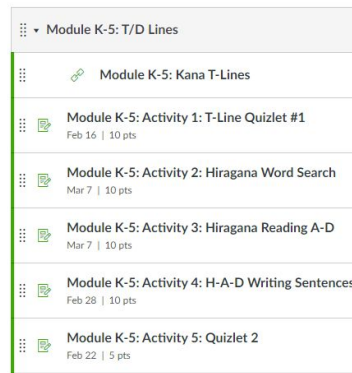 Module K-5: T/D Lines
Module K-5: Kana T-Lines
Module K-5: Activity 1: T-Line Quizlet #1
Feb 16 | 10 pts
Module K-5: Activity 2: Hiragana Word Search
Mar 7 | 10 pts
Module K-5: Activity 3: Hiragana Reading A-D
Mar 7 | 10 pts
Module K-5: Activity 4: H-A-D Writing Sentences
Feb 28 | 10 pts
Module K-5: Activity 5: Quizlet 2
Feb 22 | 5 pts